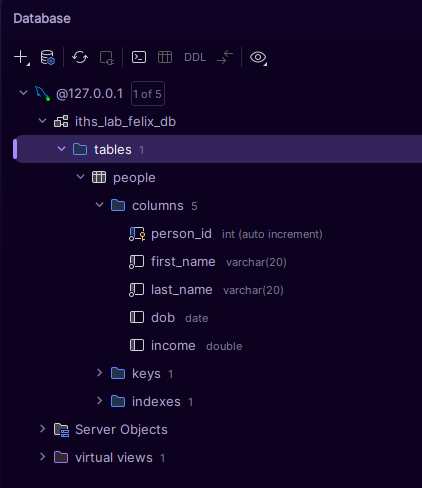 Database
DDL
@127.0.0.1 1 of 5
iths_lab_felix_db
tables 1
people
columns 5
person_id int (auto increment)
first_name varchar(20)
last_name varchar(20)
dob date
income double
keys 1
indexes 1
Server Objects
virtual views 1